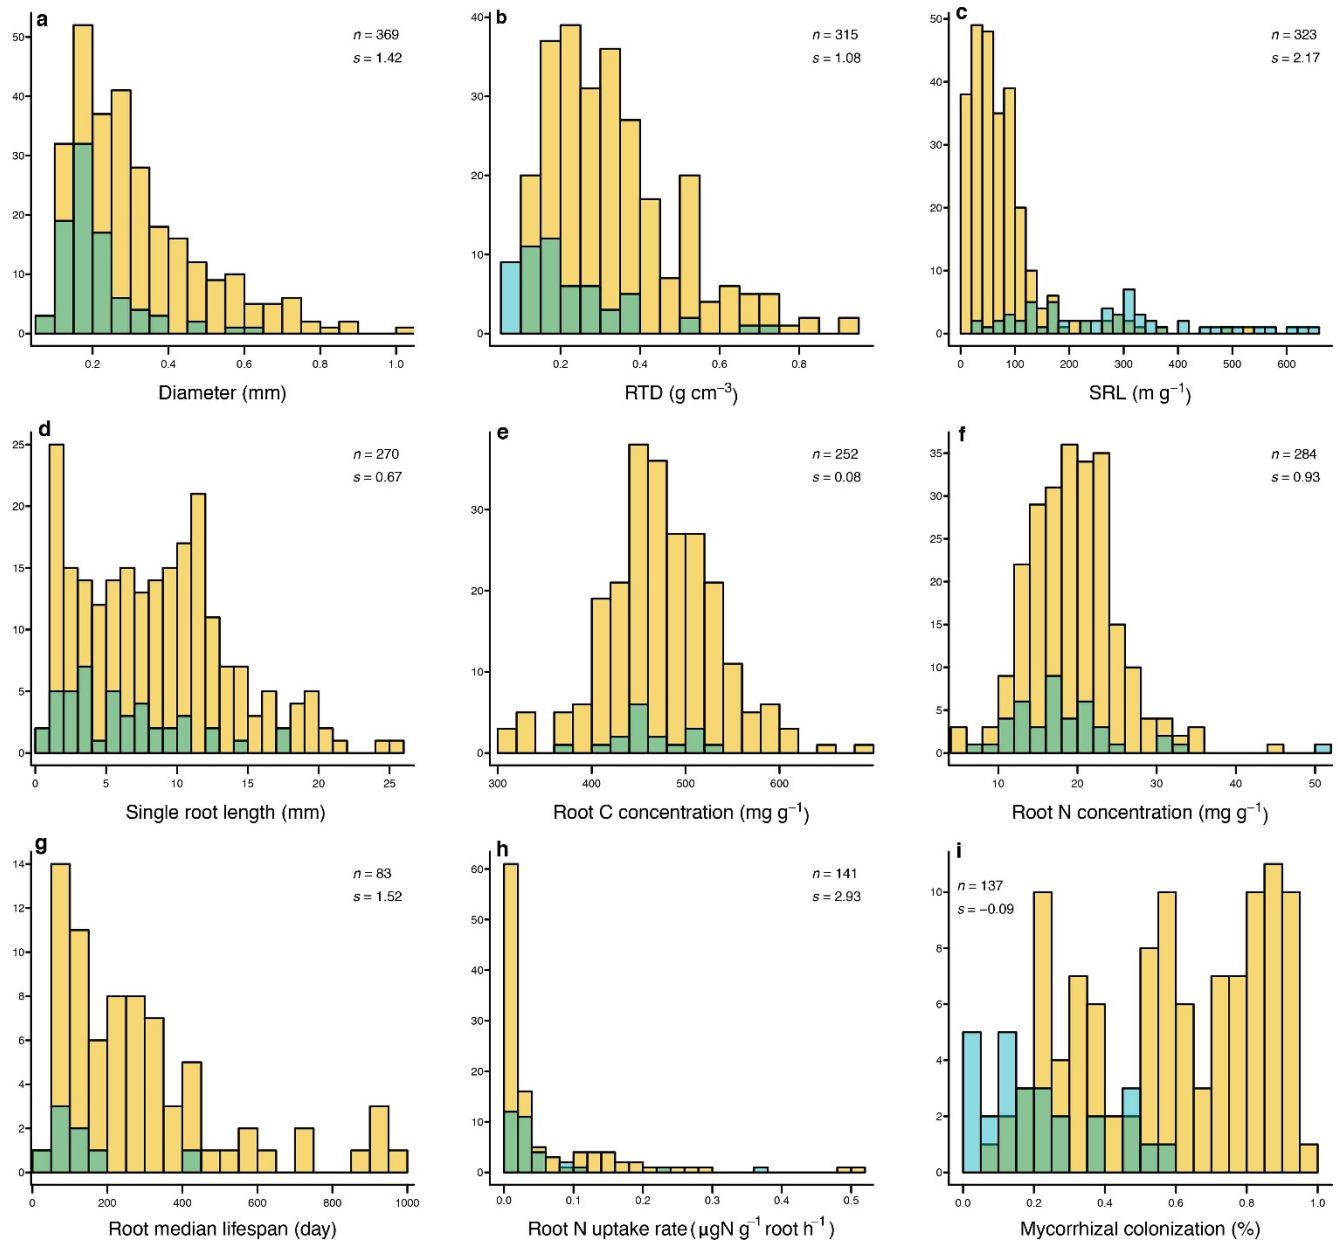 a
n = 369
s = 1.42
50
40
30
20
10
0
0.2 0.4 0.6 0.8 1.0
Diameter (mm)
b
n = 315
s = 1.08
40
30
20
10
0
0.2 0.4 0.6 0.8
RTD (g cm⁻³)
c
n = 323
s = 2.17
50
40
30
20
10
0
0 100 200 300 400 500 600
SRL (m g⁻¹)
d
n = 270
s = 0.67
25
20
15
10
5
0
0 5 10 15 20 25
Single root length (mm)
e
n = 252
s = 0.08
30
20
10
0
300 400 500 600
Root C concentration (mg g⁻¹)
f
n = 284
s = 0.93
35
30
25
20
15
10
5
0
10 20 30 40 50
Root N concentration (mg g⁻¹)
g
n = 83
s = 1.52
14
12
10
8
6
4
2
0
0 200 400 600 800 1000
Root median lifespan (day)
h
n = 141
s = 2.93
60
50
40
30
20
10
0
0.0 0.1 0.2 0.3 0.4 0.5
Root N uptake rate (μgN g⁻¹ root h⁻¹)
i
n = 137
s = −0.09
10
8
6
4
2
0
0.0 0.2 0.4 0.6 0.8 1.0
Mycorrhizal colonization (%)